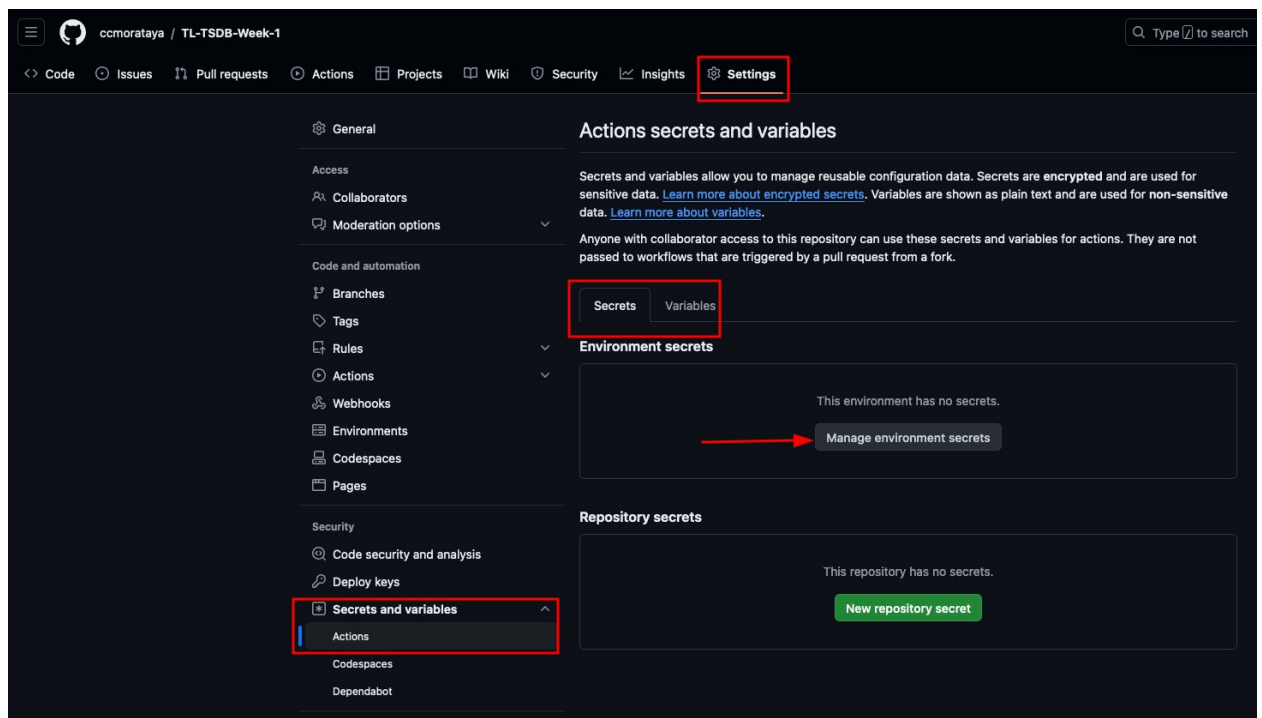 ccmorataya / TL-TSDB-Week-1
Type / to search
Code Issues Pull requests Actions Projects Wiki Security Insights Settings
General
Access
Collaborators
Moderation options
Code and automation
Branches
Tags
Rules
Actions
Webhooks
Environments
Codespaces
Pages
Security
Code security and analysis
Deploy keys
Secrets and variables
Actions
Codespaces
Dependabot
Actions secrets and variables
Secrets and variables allow you to manage reusable configuration data. Secrets are encrypted and are used for
sensitive data. Learn more about encrypted secrets. Variables are shown as plain text and are used for non-sensitive
data. Learn more about variables.
Anyone with collaborator access to this repository can use these secrets and variables for actions. They are not
passed to workflows that are triggered by a pull request from a fork.
Secrets Variables
Environment secrets
This environment has no secrets.
Manage environment secrets
Repository secrets
This repository has no secrets.
New repository secret